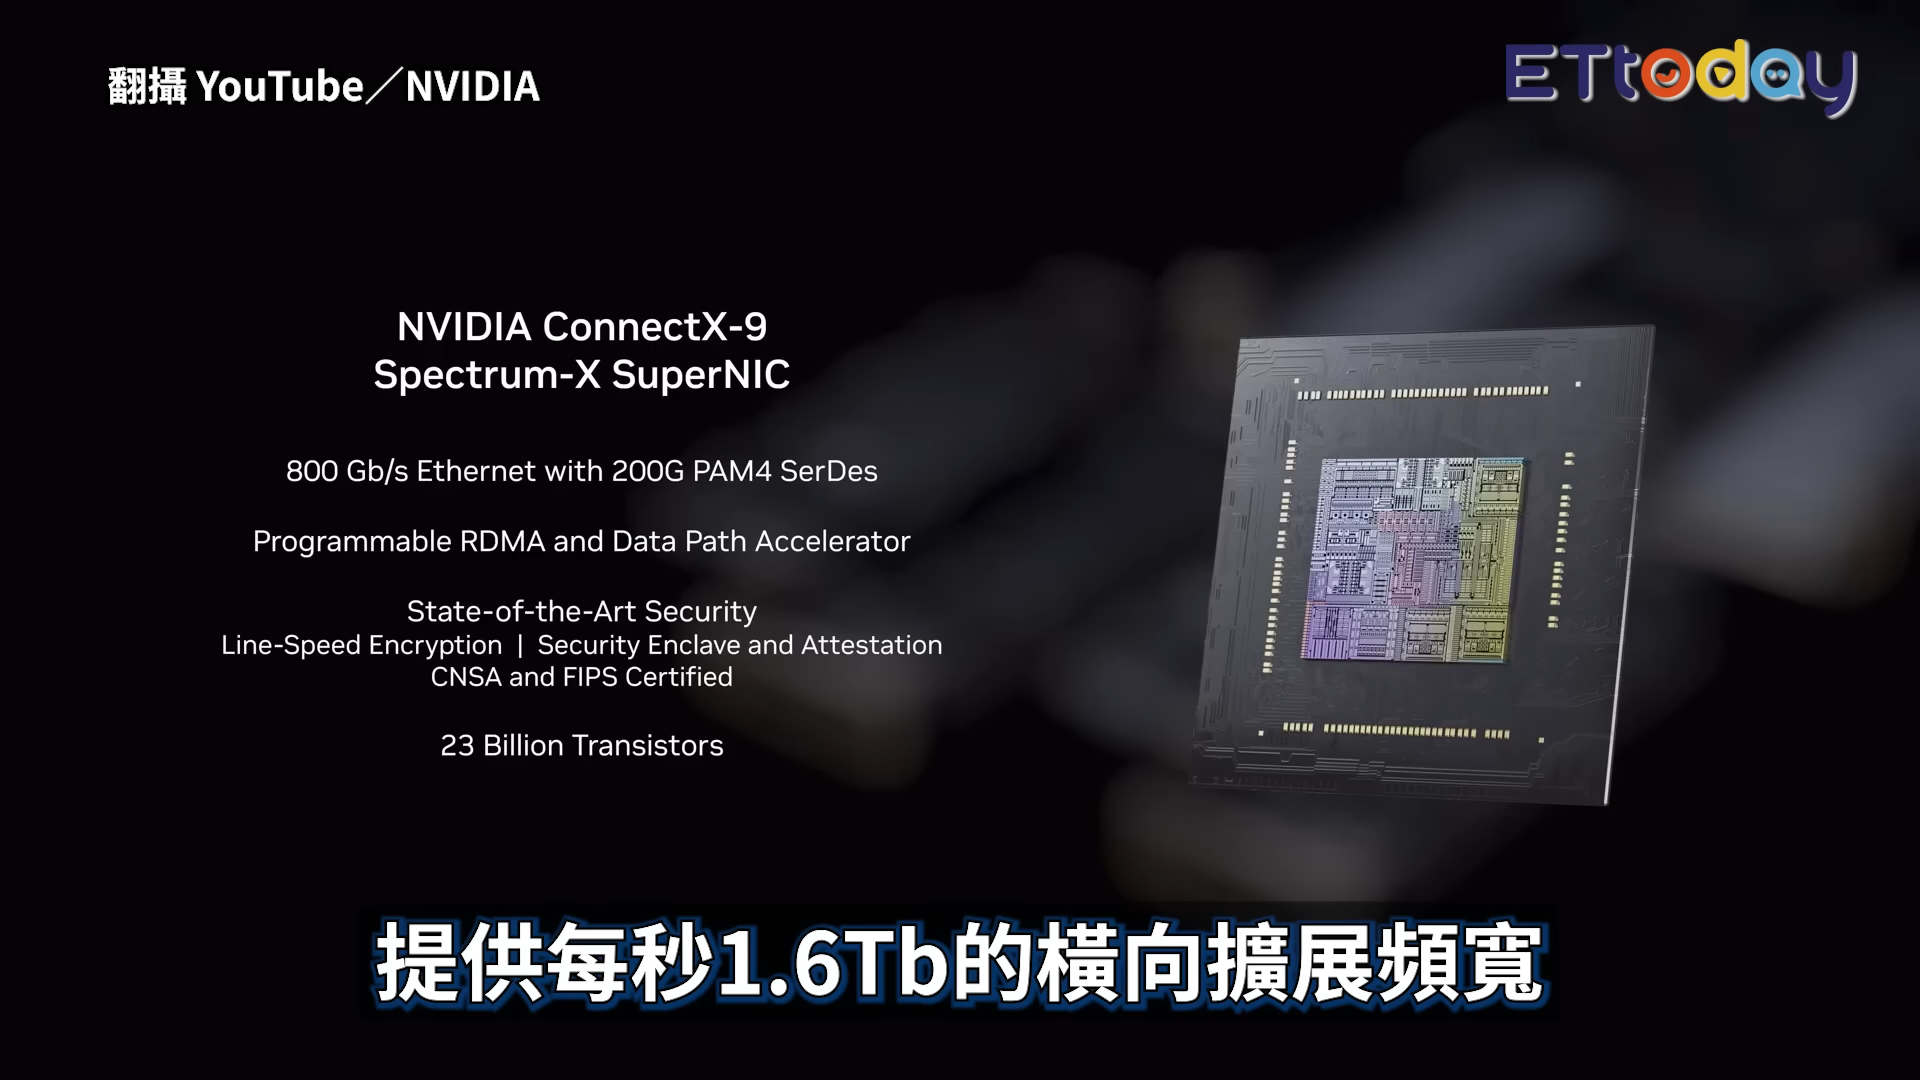 翻攝 YouTube／NVIDIA
ETtoday
NVIDIA ConnectX-9
Spectrum-X SuperNIC
800 Gb/s Ethernet with 200G PAM4 SerDes
Programmable RDMA and Data Path Accelerator
State-of-the-Art Security
Line-Speed Encryption | Security Enclave and Attestation
CNSA and FIPS Certified
23 Billion Transistors
提供每秒1.6Tb的橫向擴展頻寬